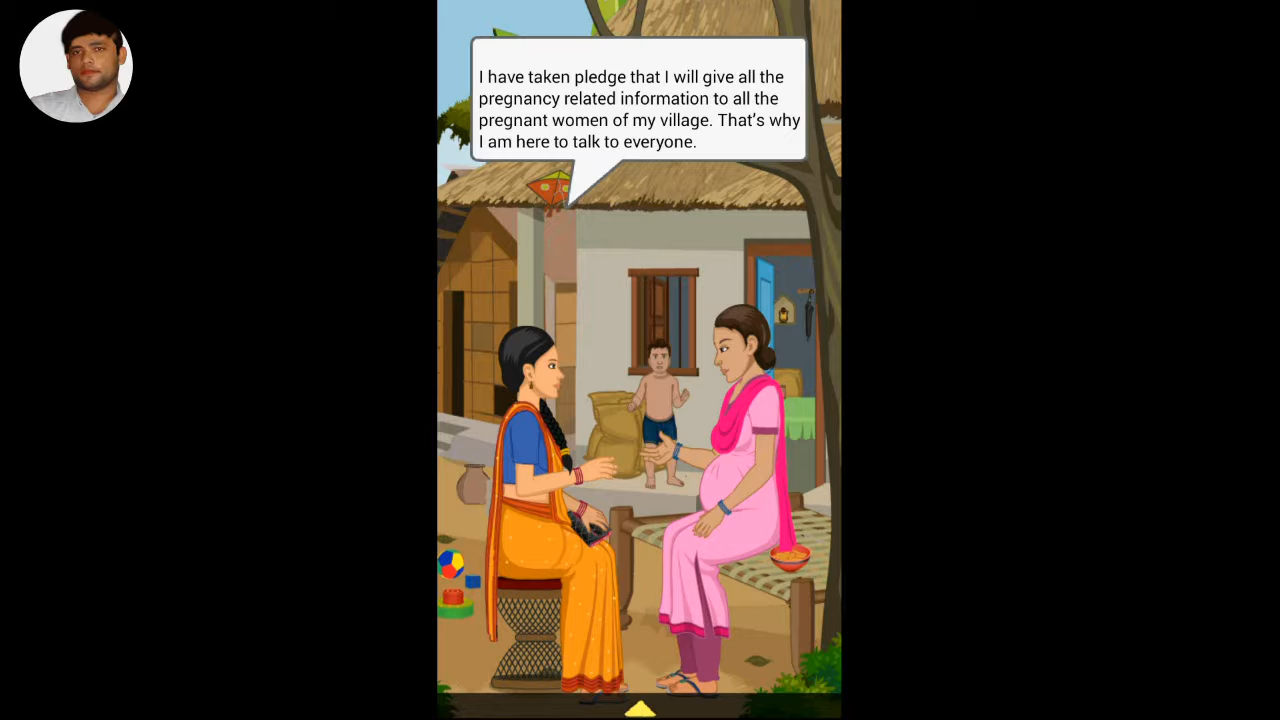 I have taken pledge that I will give all the
pregnancy related information to all the
pregnant women of my village. That's why
I am here to talk to everyone.